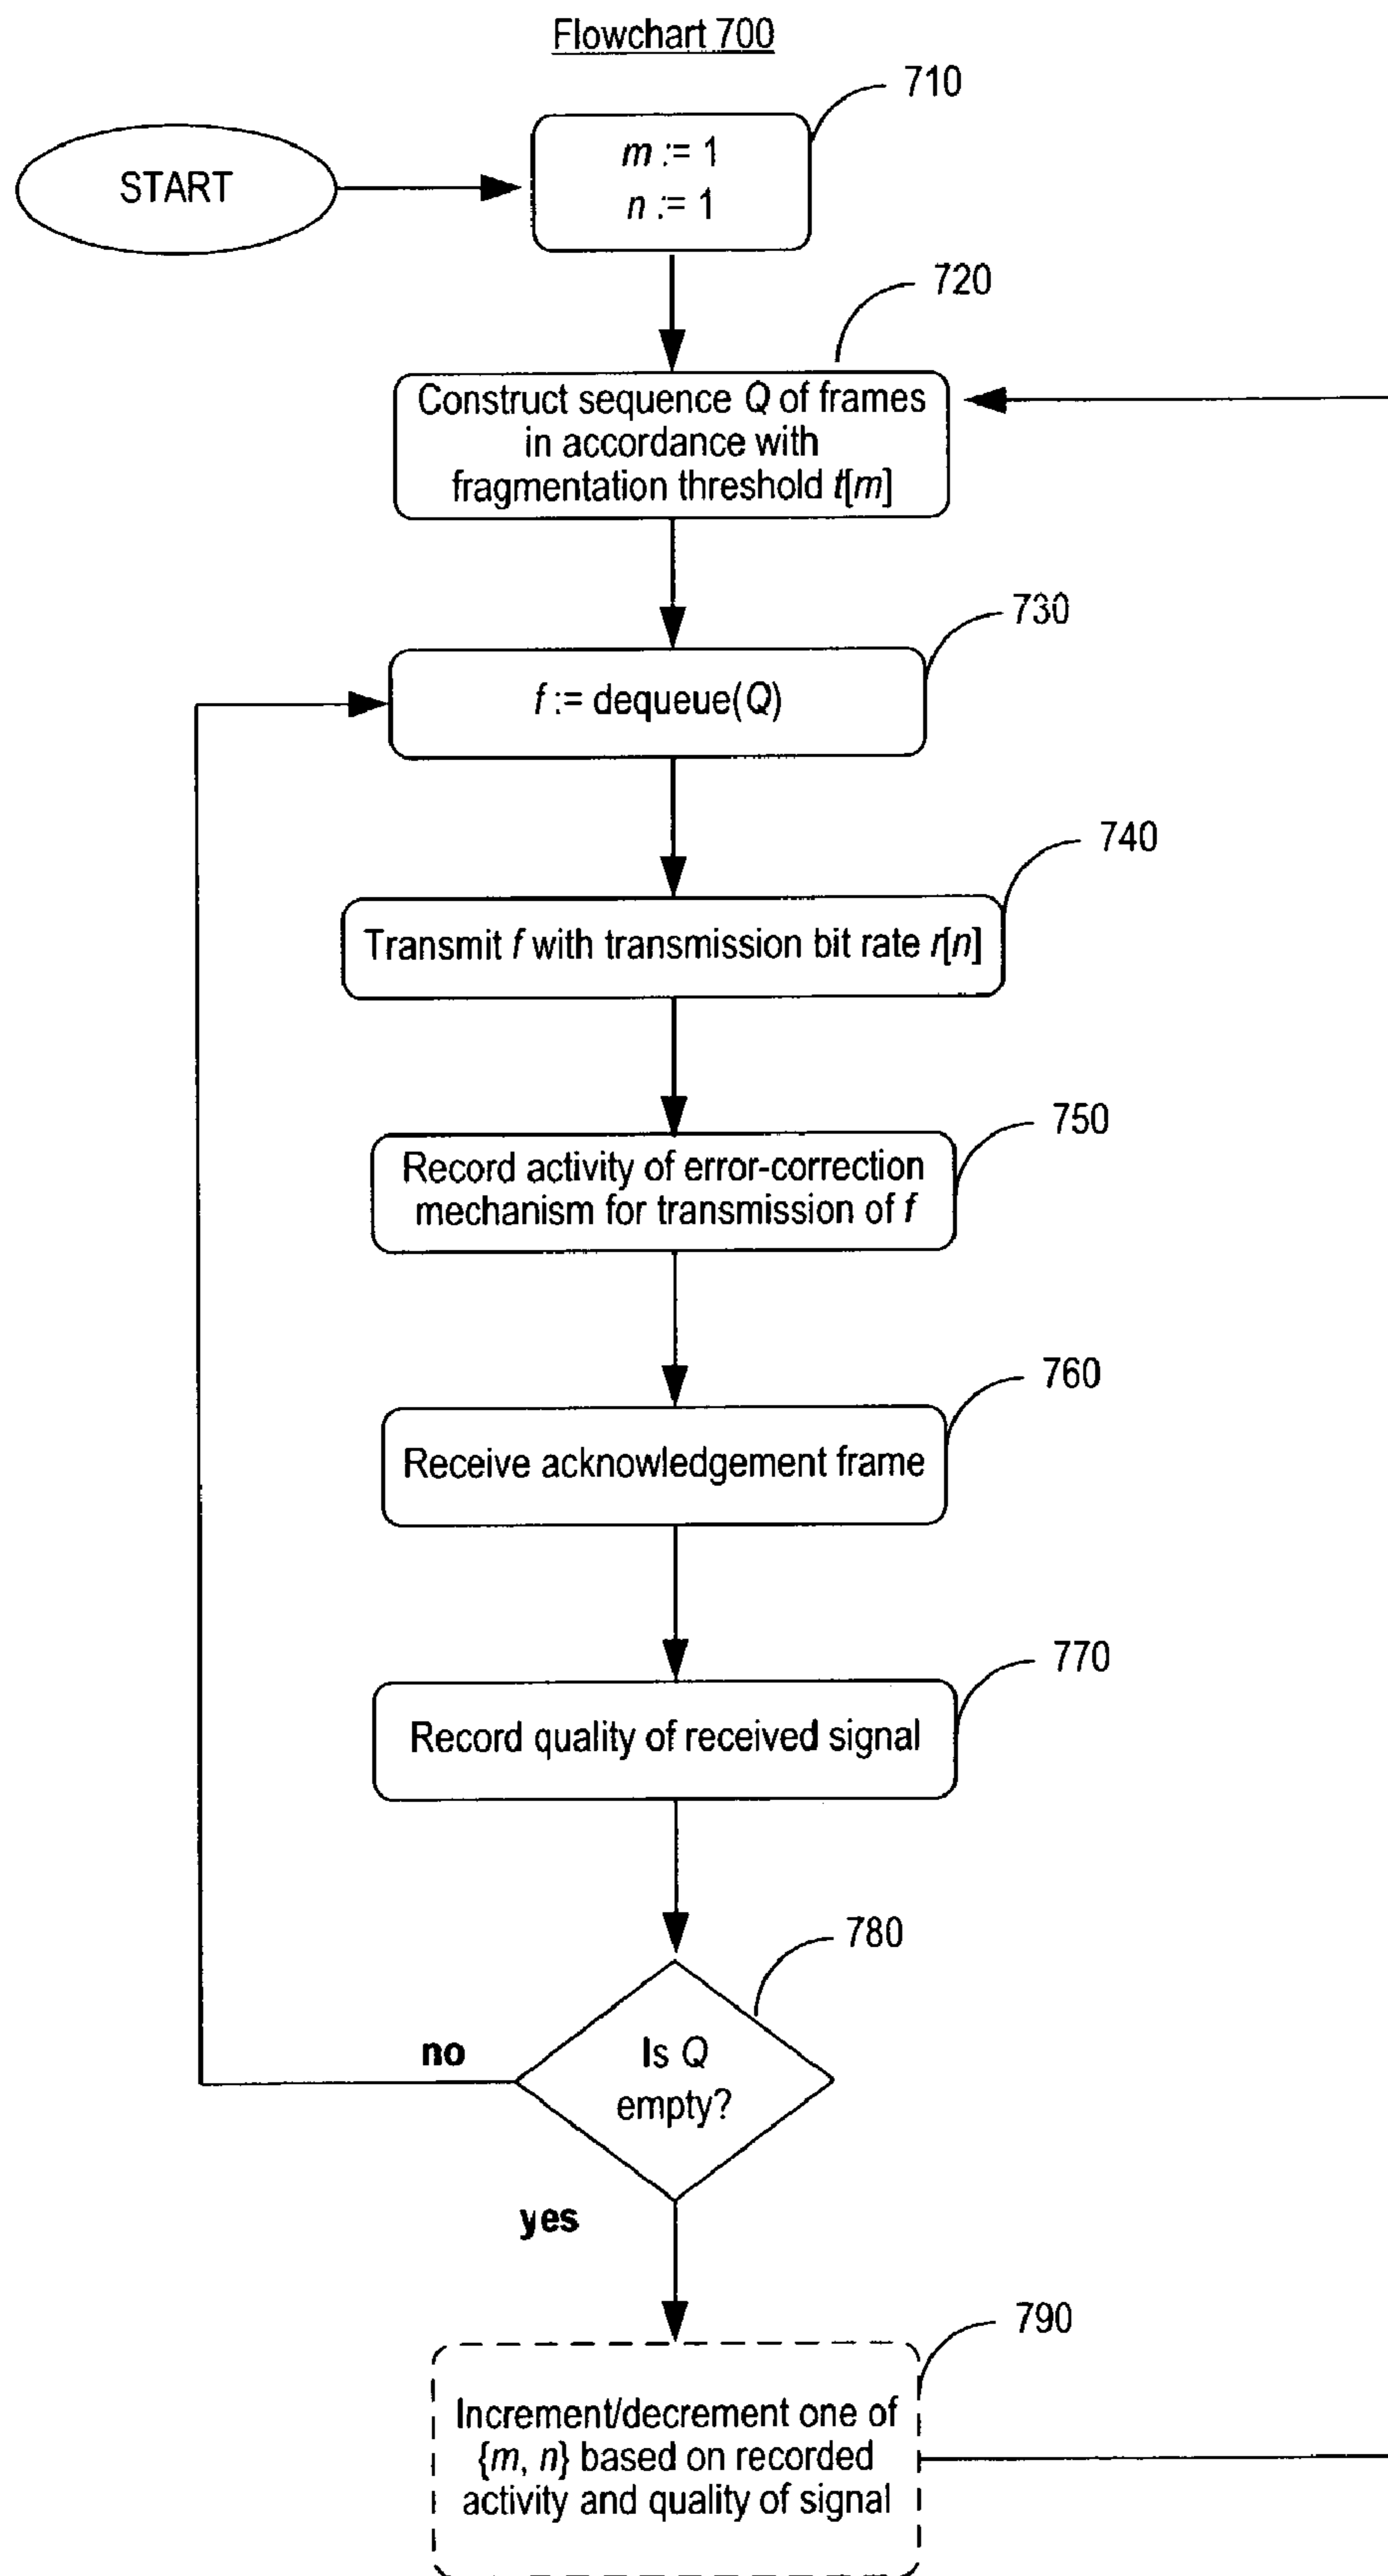 Flowchart 700
710
START
m := 1
n := 1
720
Construct sequence Q of frames
in accordance with
fragmentation threshold t[m]
730
f := dequeue(Q)
740
Transmit f with transmission bit rate r[n]
750
Record activity of error-correction
mechanism for transmission of f
760
Receive acknowledgement frame
770
Record quality of received signal
780
no
Is Q
empty?
yes
790
Increment/decrement one of
{m, n} based on recorded
activity and quality of signal